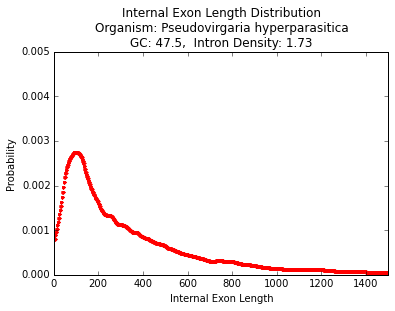 Internal Exon Length Distribution
Organism: Pseudovirgaria hyperparasitica
GC: 47.5,  Intron Density: 1.73
0.005
0.004
0.003
0.002
0.001
0.000
Probability
0 200 400 600 800 1000 1200 1400
Internal Exon Length